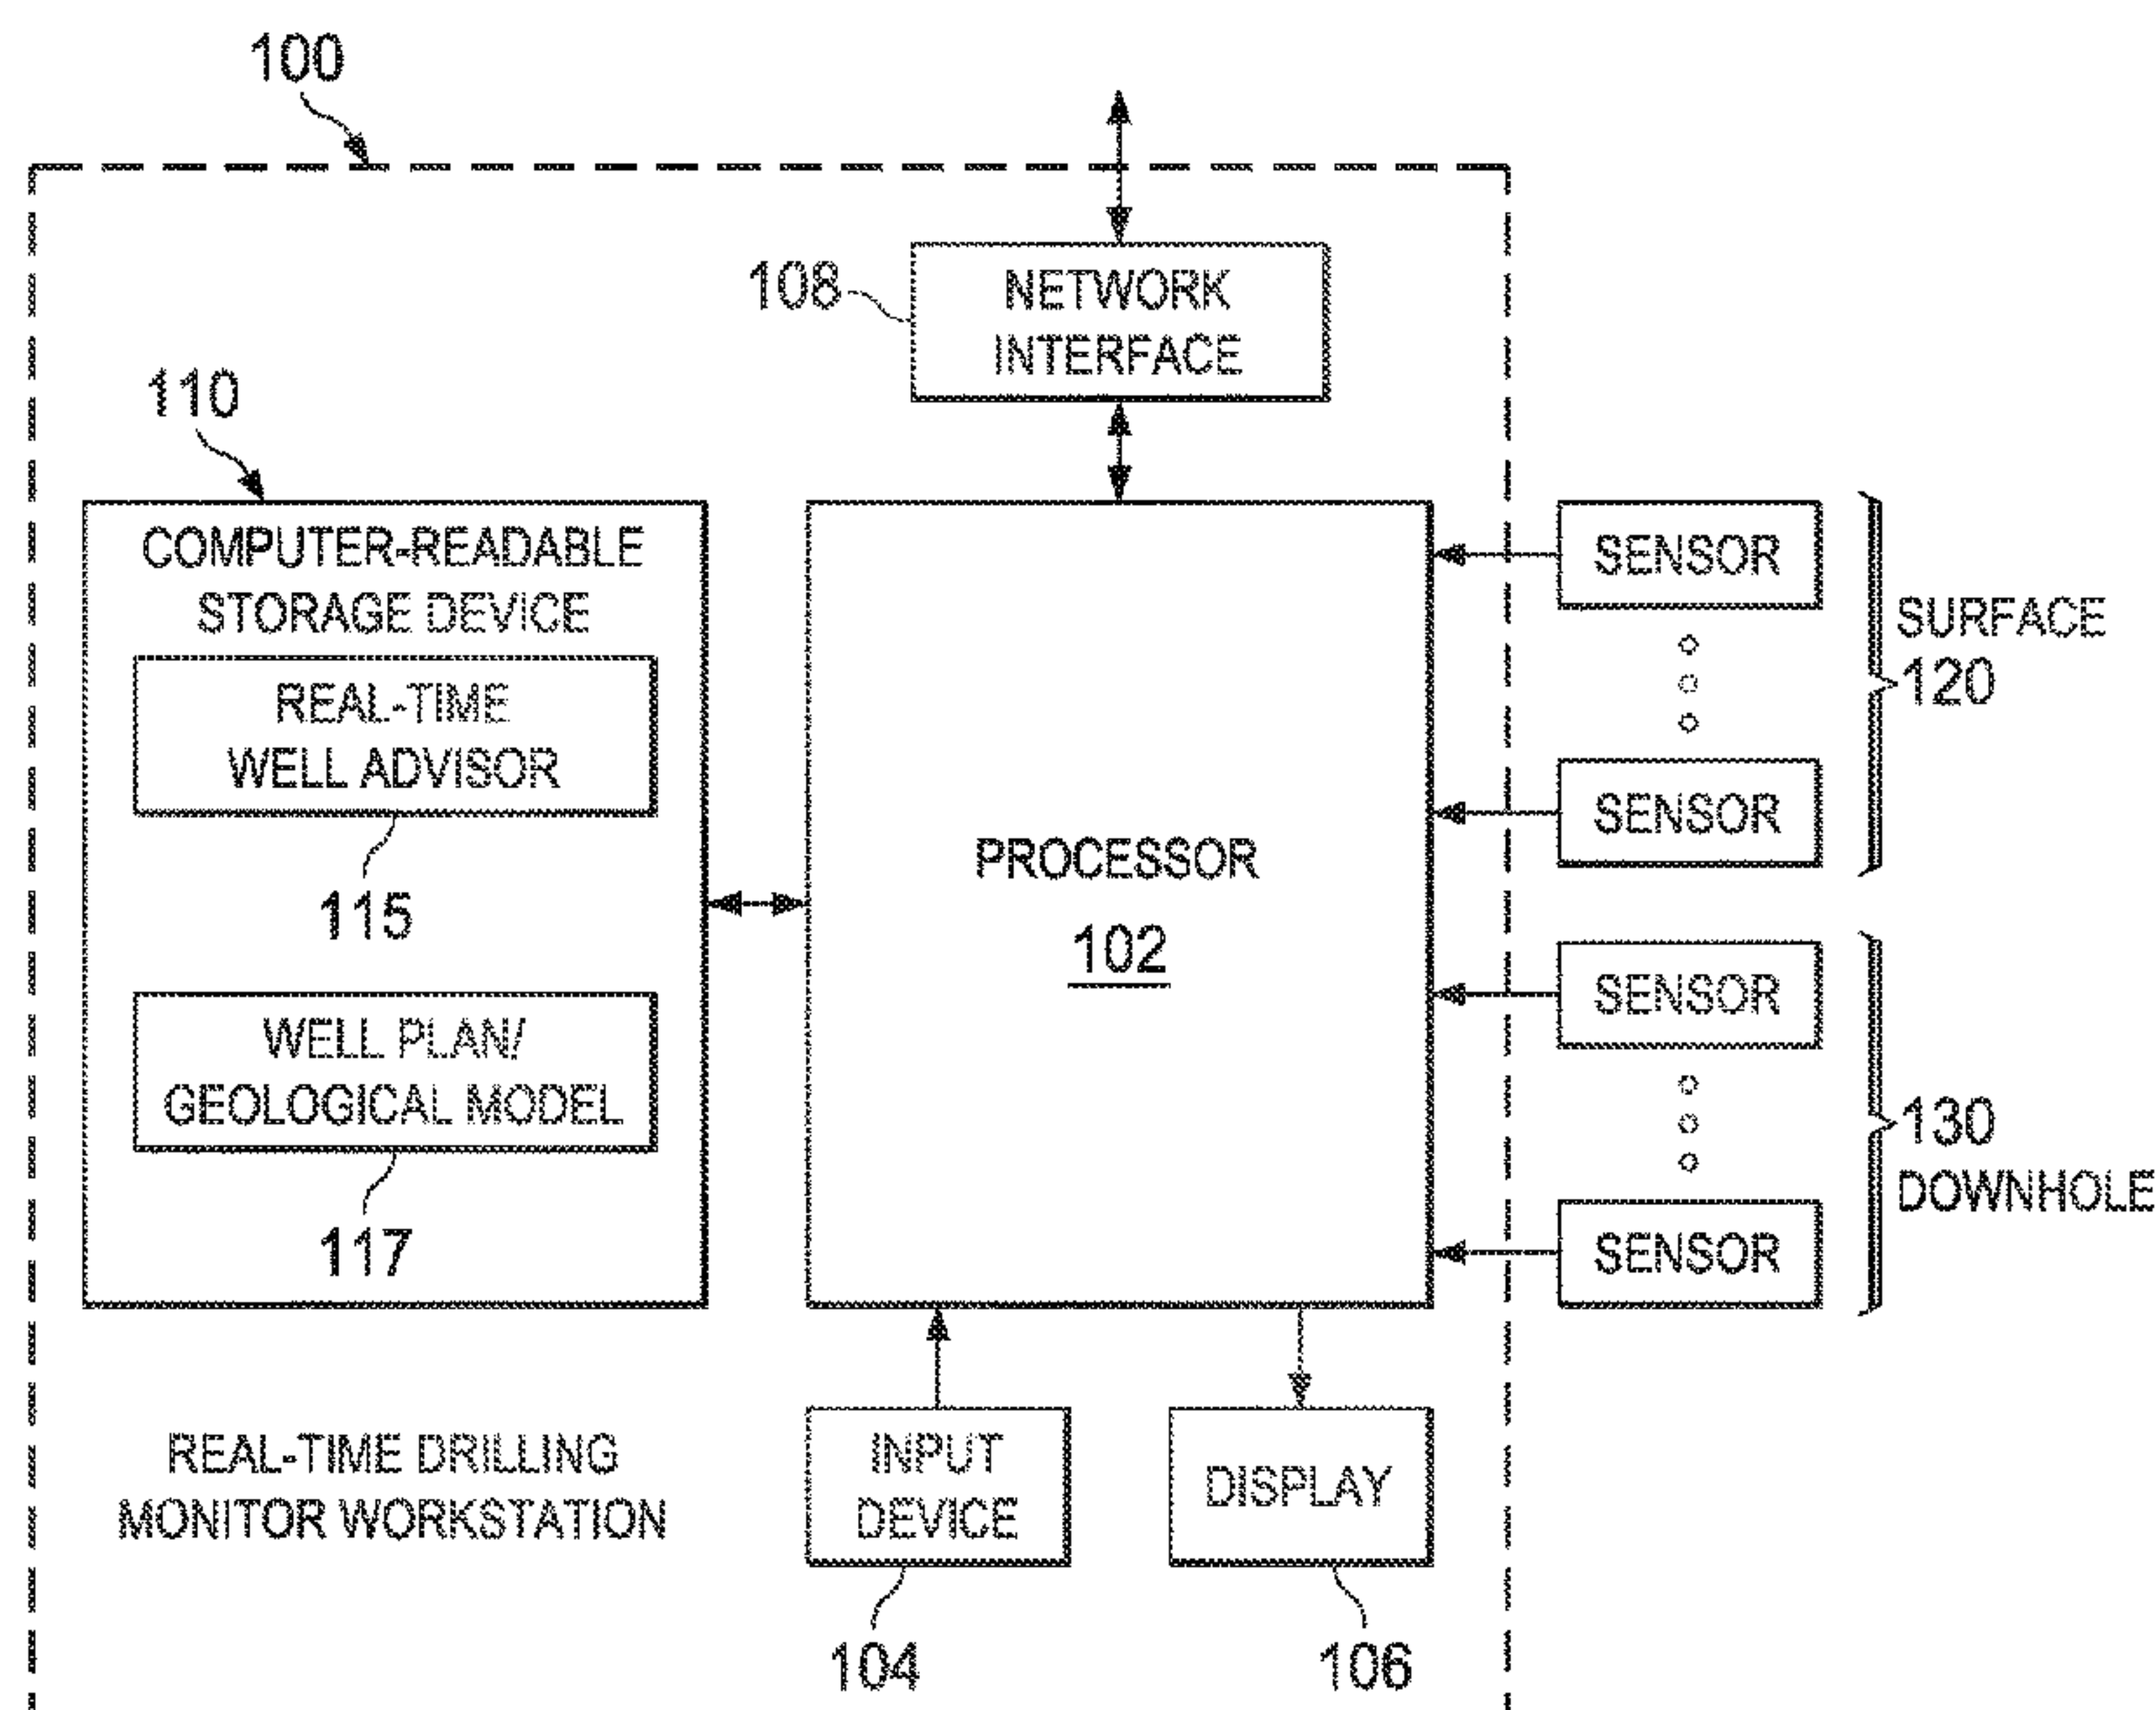 100
108
NETWORK
INTERFACE
110
COMPUTER-READABLE
STORAGE DEVICE
REAL-TIME
WELL ADVISOR
115
WELL PLAN/
GEOLOGICAL MODEL
117
PROCESSOR
102
SENSOR
SENSOR
SURFACE
120
SENSOR
SENSOR
130
DOWNHOLE
REAL-TIME DRILLING
MONITOR WORKSTATION
INPUT
DEVICE
104
DISPLAY
106